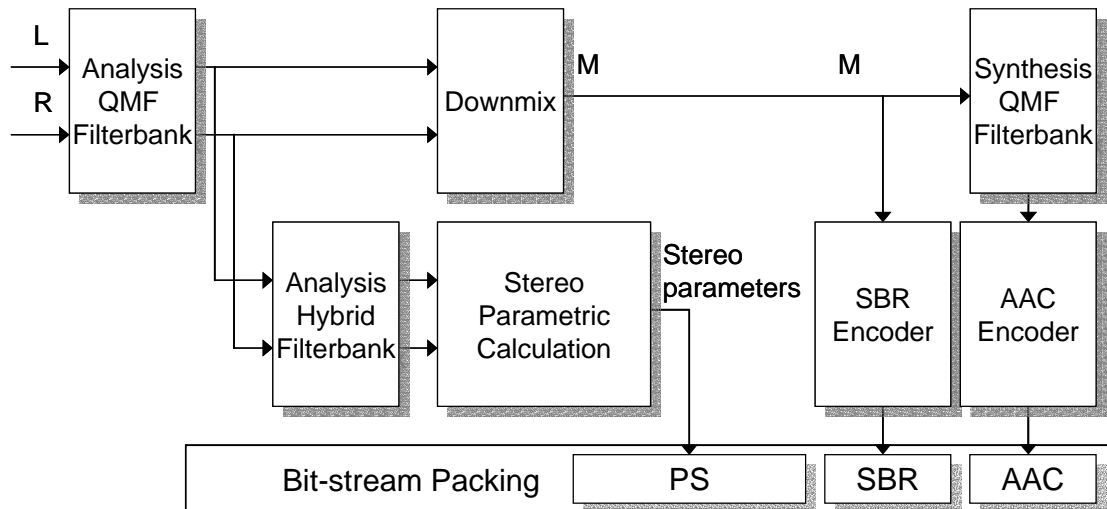 L
R
Analysis
QMF
Filterbank
Downmix
M
M
Synthesis
QMF
Filterbank
Analysis
Hybrid
Filterbank
Stereo
Parametric
Calculation
Stereo
parameters
SBR
Encoder
AAC
Encoder
Bit-stream Packing
PS
SBR
AAC